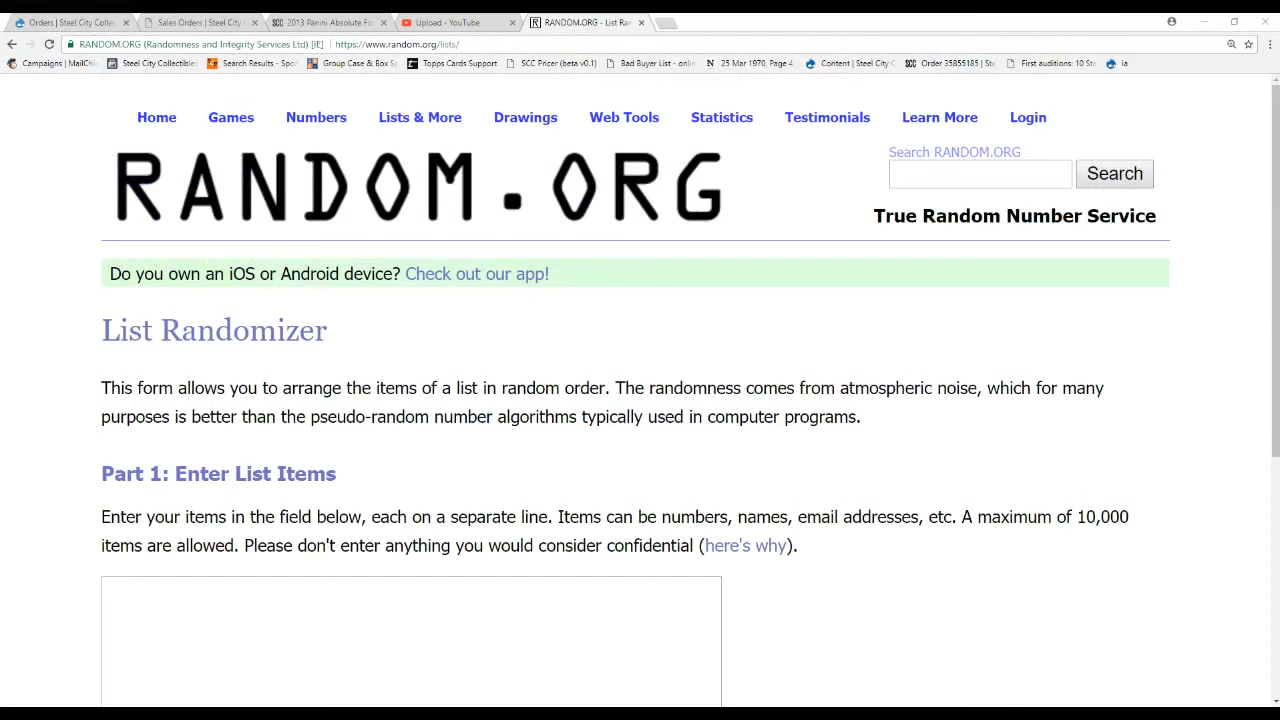 Orders | Steel City Collec
Sales Orders | Steel City
2013 Panini Absolute Fo
Upload - YouTube
RANDOM.ORG - List Ran
RANDOM.ORG (Randomness and Integrity Services Ltd) [IE] https://www.random.org/lists/
Campaigns | MailChi
Steel City Collectibles
Search Results - Spor
Group Case & Box Sp
Topps Cards Support
SCC Pricer (beta v0.1)
Bad Buyer List - onlin
25 Mar 1970, Page 4
Content | Steel City C
Order 35855185 | Ste
First auditions: 10 Ste
ia
Home Games Numbers Lists & More Drawings Web Tools Statistics Testimonials Learn More Login
RANDOM.ORG
Search RANDOM.ORG
Search
True Random Number Service
Do you own an iOS or Android device? Check out our app!
List Randomizer
This form allows you to arrange the items of a list in random order. The randomness comes from atmospheric noise, which for many
purposes is better than the pseudo-random number algorithms typically used in computer programs.
Part 1: Enter List Items
Enter your items in the field below, each on a separate line. Items can be numbers, names, email addresses, etc. A maximum of 10,000
items are allowed. Please don't enter anything you would consider confidential (here's why).